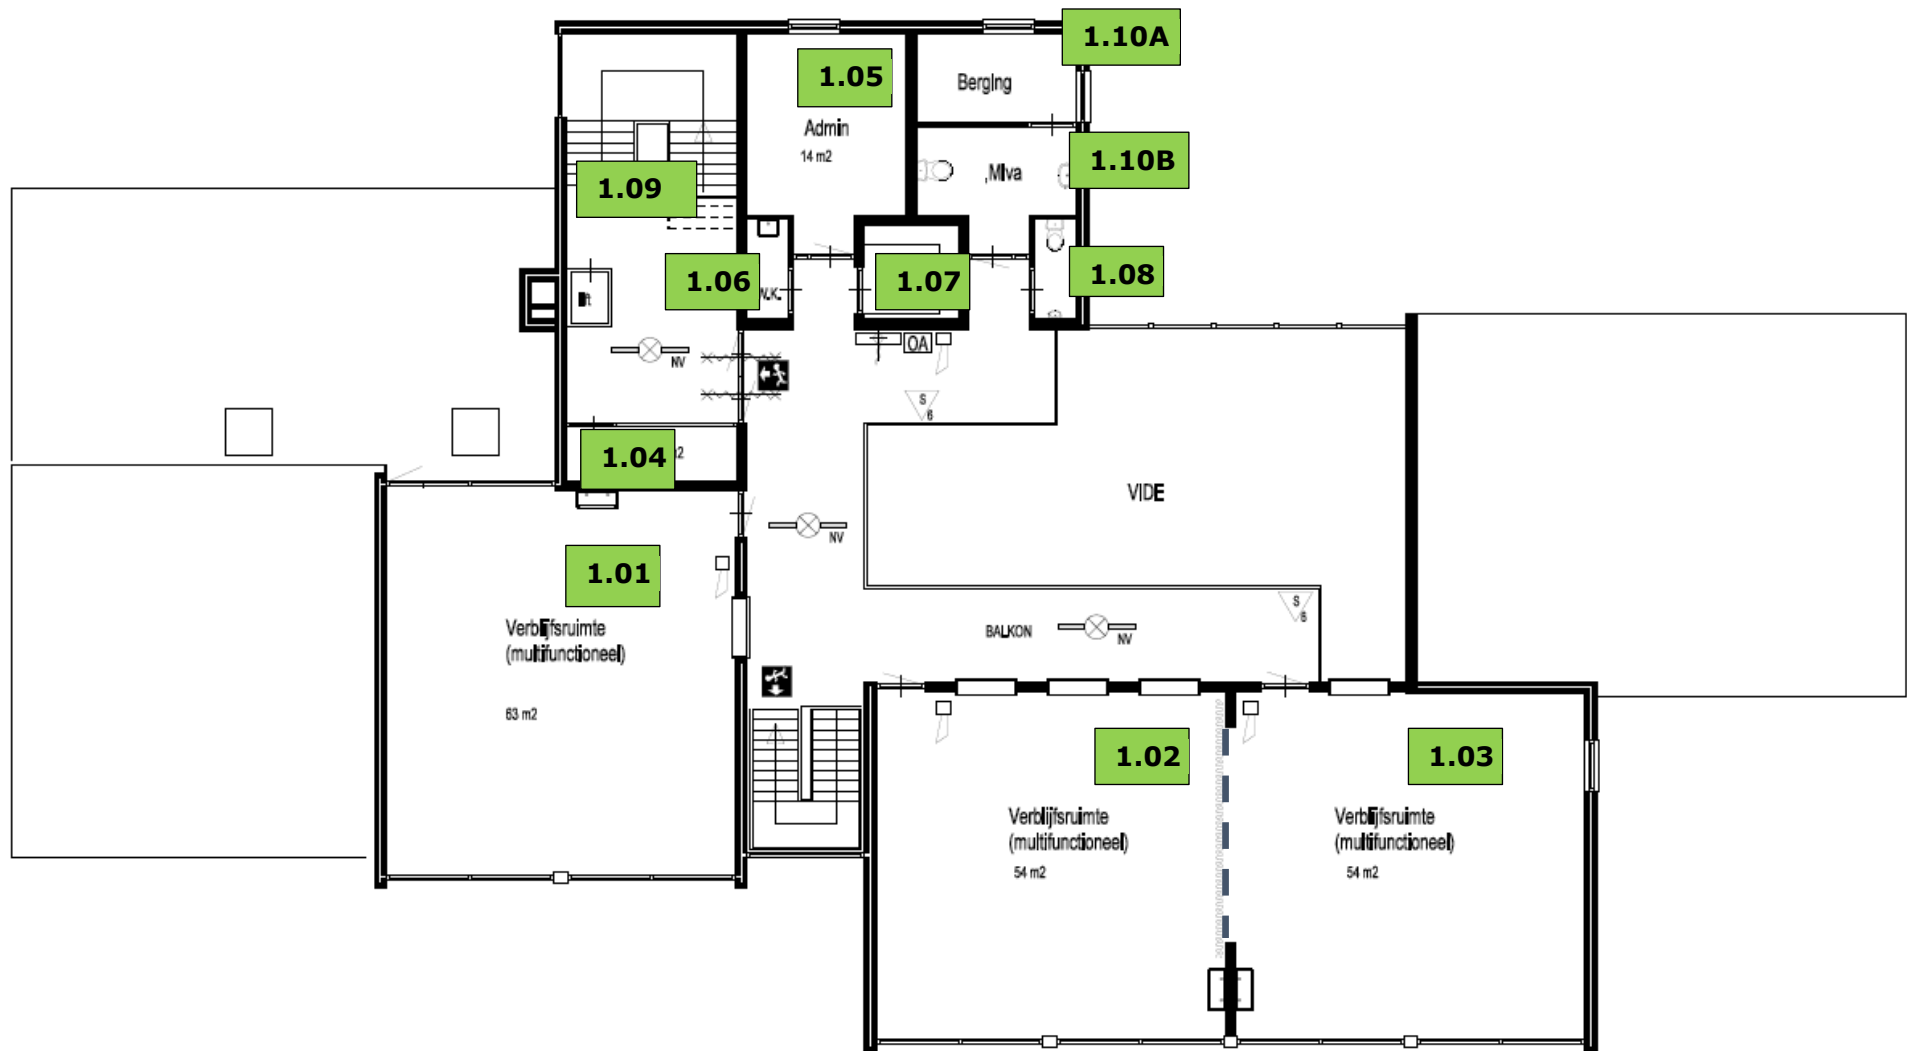 1.10A
1.05
Berging
Admin
14 m2
1.10B
Miva
1.09
1.06
1.07
1.08
W.K.
lift
OA
NV
S
6
1.04
m2
VIDE
NV
1.01
Verblijfsruimte
(multifunctioneel)
63 m2
S
6
BALKON
NV
1.02
1.03
Verblijfsruimte
(multifunctioneel)
54 m2
Verblijfsruimte
(multifunctioneel)
54 m2